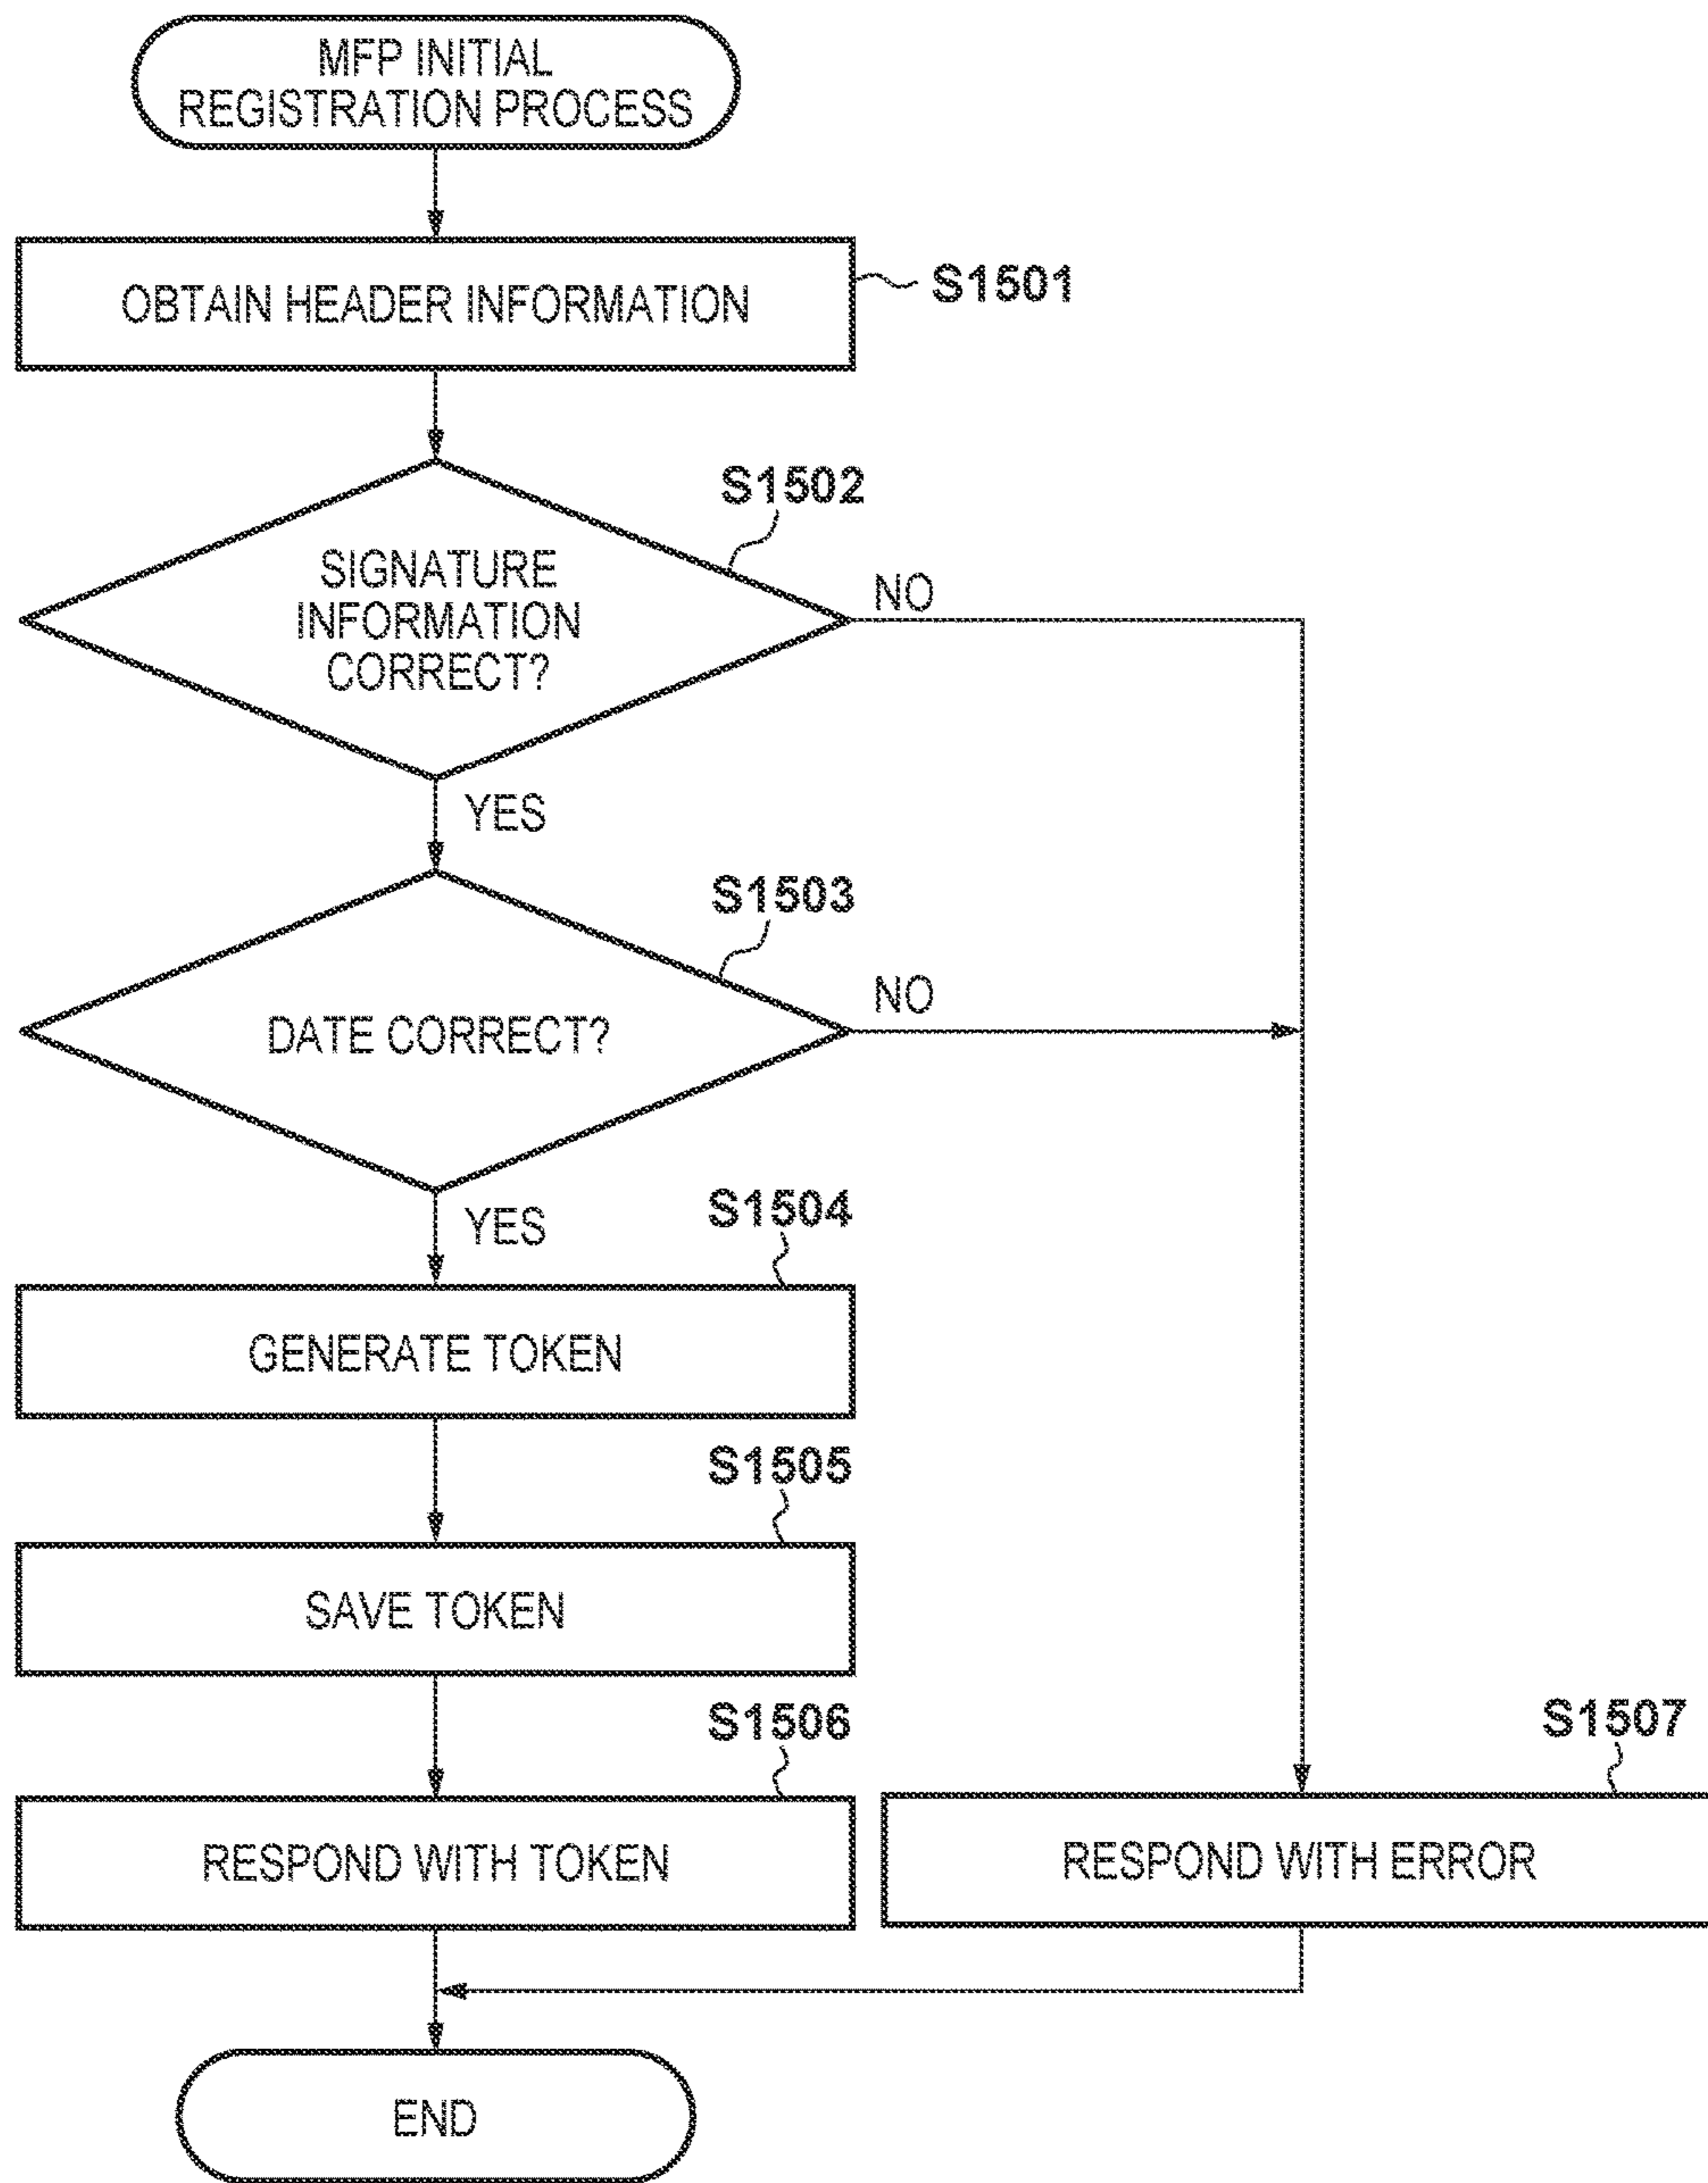 MFP INITIAL
REGISTRATION PROCESS
OBTAIN HEADER INFORMATION
S1501
S1502
SIGNATURE
INFORMATION
CORRECT?
NO
YES
S1503
DATE CORRECT?
NO
YES
S1504
GENERATE TOKEN
S1505
SAVE TOKEN
S1506
RESPOND WITH TOKEN
S1507
RESPOND WITH ERROR
END